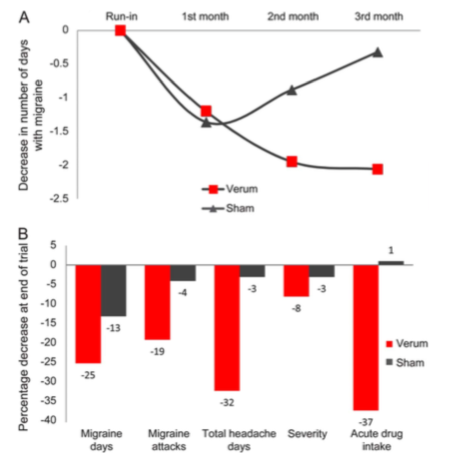 A
Run-in 1st month 2nd month 3rd month
0
-0.5
-1
-1.5
-2
-2.5
Decrease in number of days
with migraine
Verum
Sham
B
Percentage decrease at end of trial
5
0
-5
-10
-15
-20
-25
-30
-35
-40
-25
-13
-19
-4
-32
-3
-8
-3
-37
1
Verum
Sham
Migraine Migraine Total headache Severity Acute drug
days attacks days intake